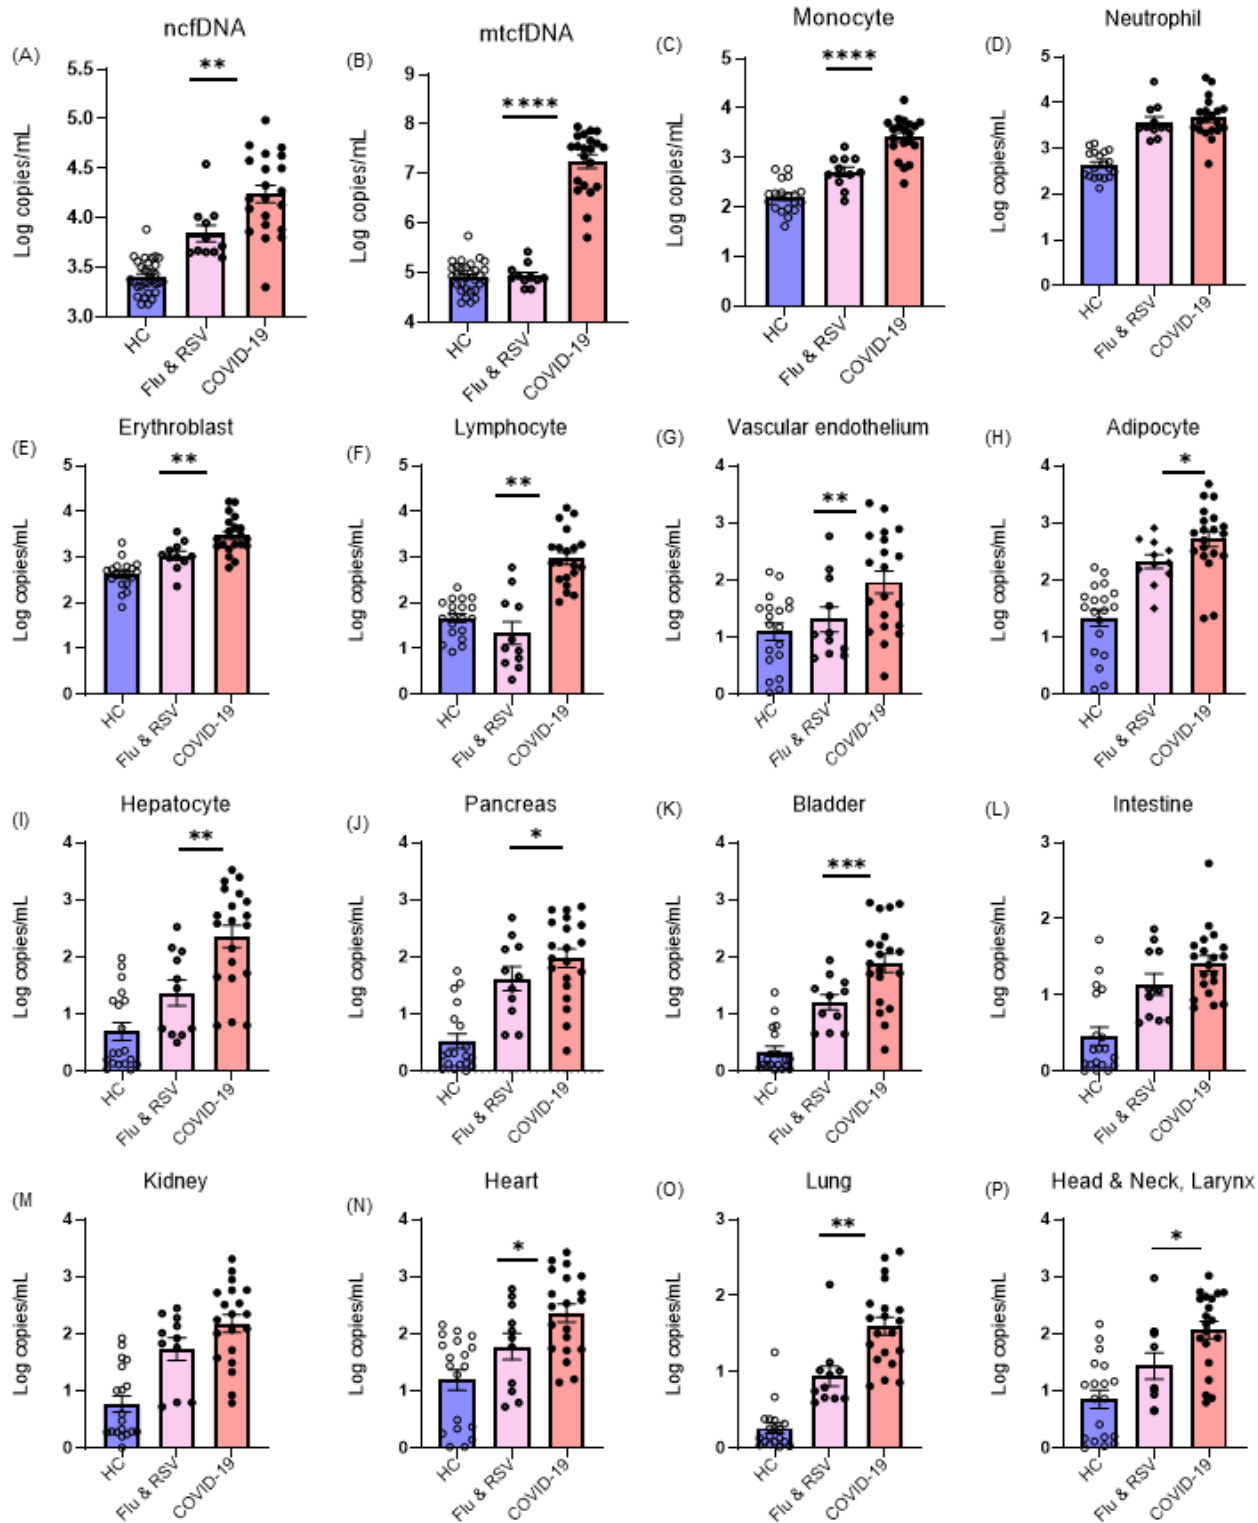 (A)
ncfDNA
**
Log copies/mL
5.5
5.0
4.5
4.0
3.5
3.0
HC
Flu & RSV
COVID-19
(B)
mtcfDNA
****
Log copies/mL
9
8
7
6
5
4
HC
Flu & RSV
COVID-19
(C)
Monocyte
****
Log copies/mL
5
4
3
2
1
0
HC
Flu & RSV
COVID-19
(D)
Neutrophil
Log copies/mL
5
4
3
2
1
0
HC
Flu & RSV
COVID-19
(E)
Erythroblast
**
Log copies/mL
5
4
3
2
1
0
HC
Flu & RSV
COVID-19
(F)
Lymphocyte
**
Log copies/mL
5
4
3
2
1
0
HC
Flu & RSV
COVID-19
(G)
Vascular endothelium
**
Log copies/mL
4
3
2
1
0
HC
Flu & RSV
COVID-19
(H)
Adipocyte
*
Log copies/mL
4
3
2
1
0
HC
Flu & RSV
COVID-19
(I)
Hepatocyte
**
Log copies/mL
4
3
2
1
0
HC
Flu & RSV
COVID-19
(J)
Pancreas
*
Log copies/mL
4
3
2
1
0
HC
Flu & RSV
COVID-19
(K)
Bladder
***
Log copies/mL
4
3
2
1
0
HC
Flu & RSV
COVID-19
(L)
Intestine
Log copies/mL
3
2
1
0
HC
Flu & RSV
COVID-19
(M
Kidney
Log copies/mL
4
3
2
1
0
HC
Flu & RSV
COVID-19
(N)
Heart
*
Log copies/mL
4
3
2
1
0
HC
Flu & RSV
COVID-19
(O)
Lung
**
Log copies/mL
3
2
1
0
HC
Flu & RSV
COVID-19
(P)
Head & Neck, Larynx
*
Log copies/mL
4
3
2
1
0
HC
Flu & RSV
COVID-19